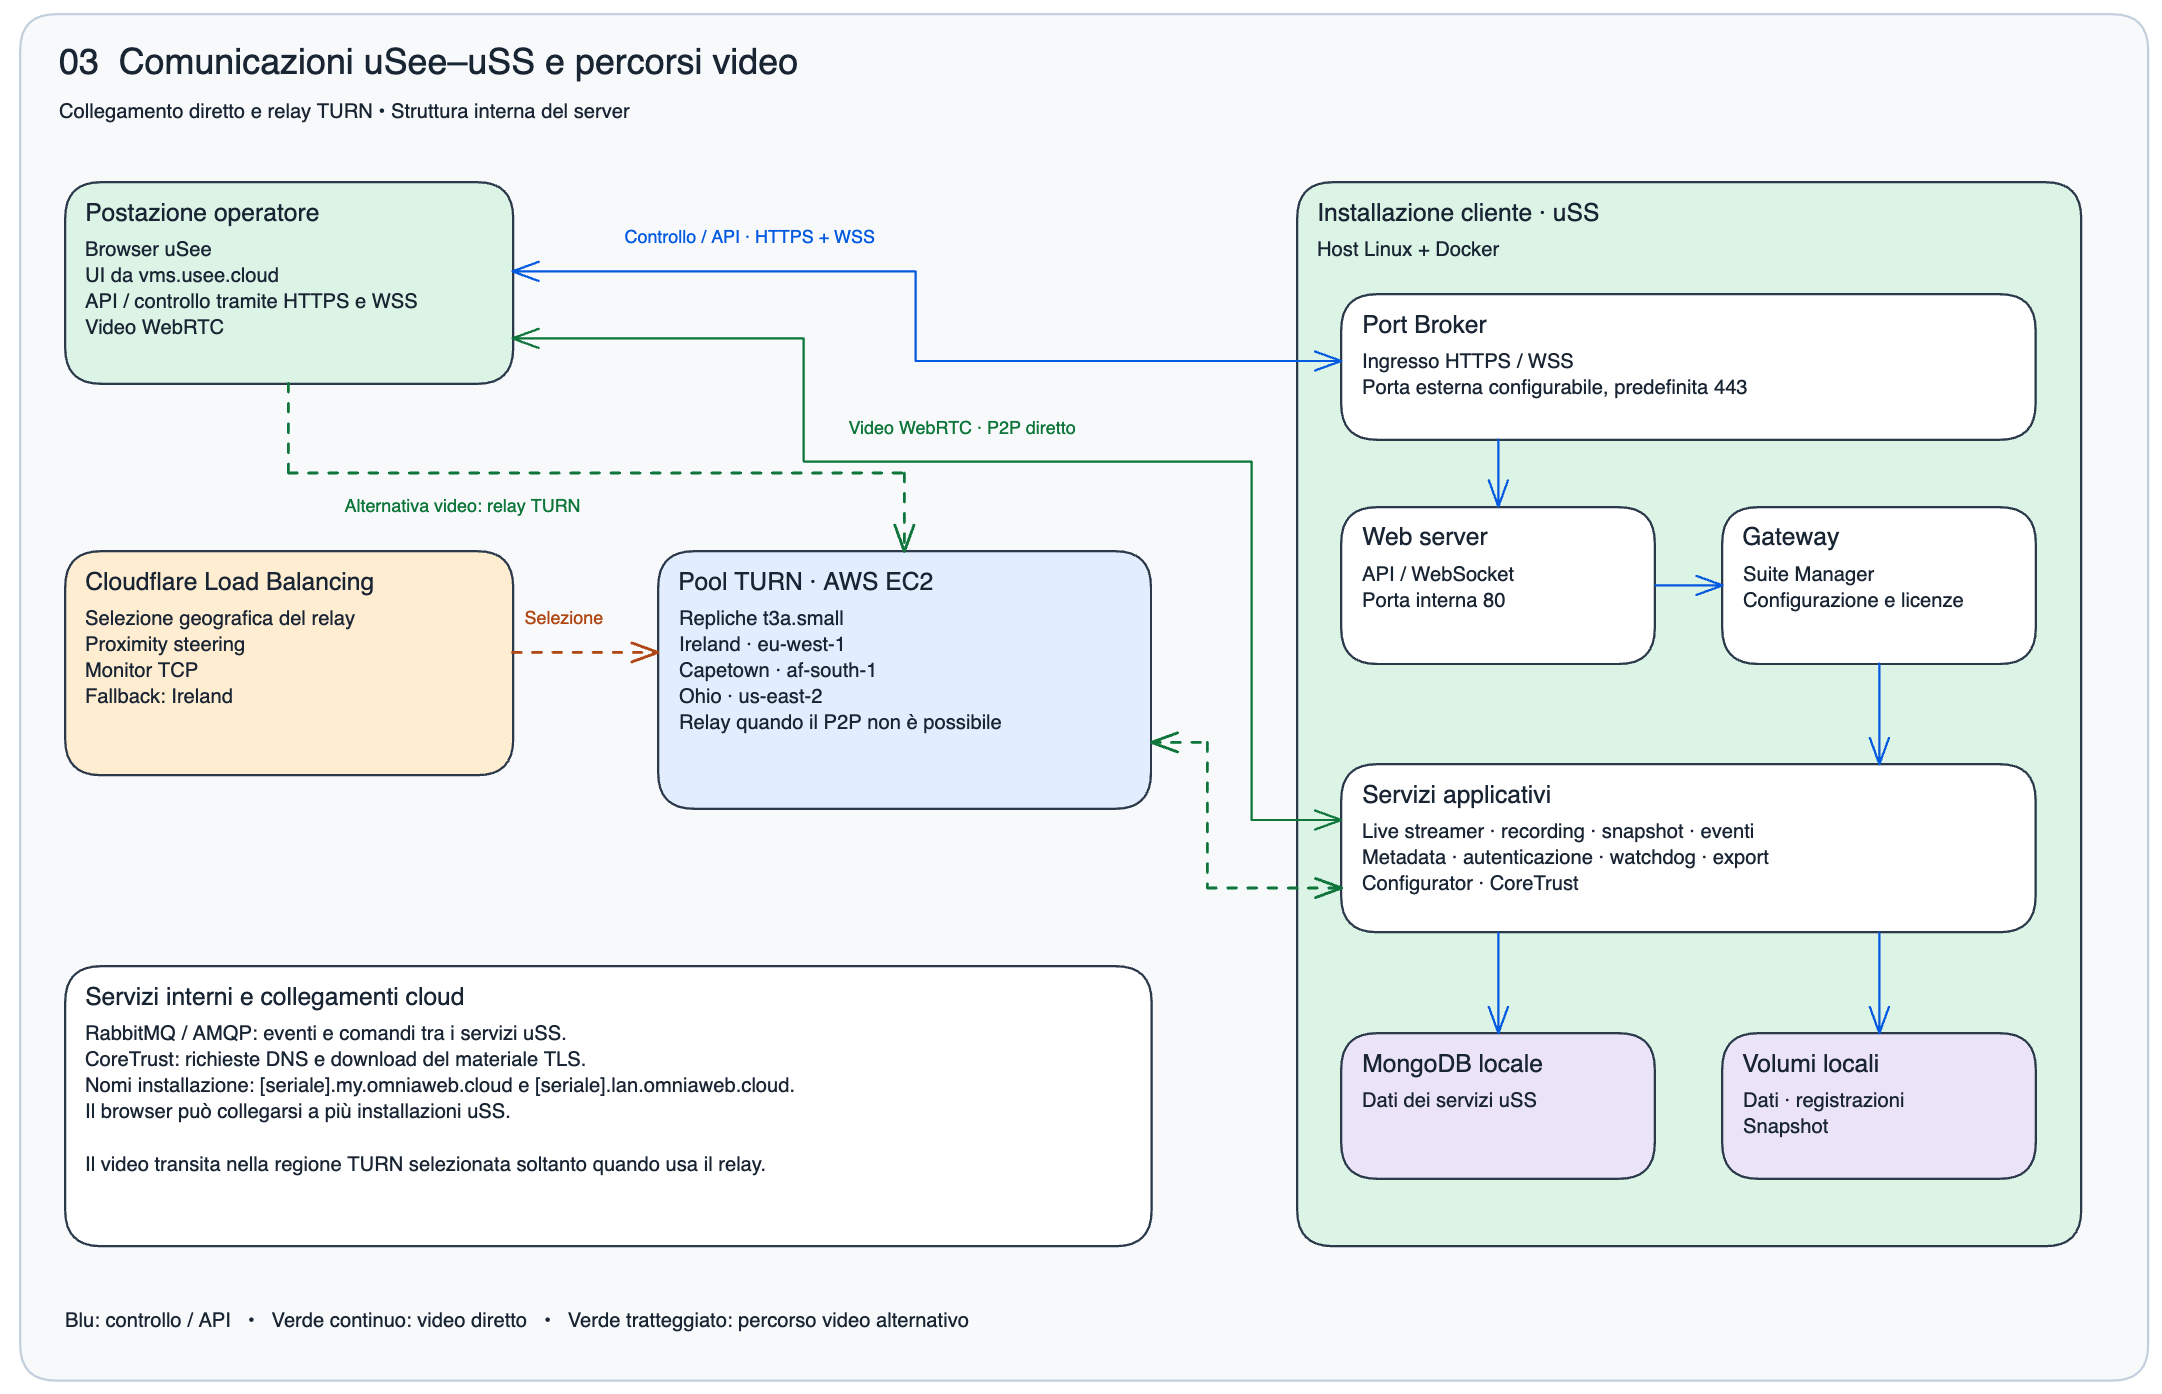 03 Comunicazioni uSee–uSS e percorsi video
Collegamento diretto e relay TURN • Struttura interna del server
Postazione operatore
Browser uSee
UI da vms.usee.cloud
API / controllo tramite HTTPS e WSS
Video WebRTC
Controllo / API · HTTPS + WSS
Video WebRTC · P2P diretto
Alternativa video: relay TURN
Cloudflare Load Balancing
Selezione geografica del relay
Proximity steering
Monitor TCP
Fallback: Ireland
Selezione
Pool TURN · AWS EC2
Repliche t3a.small
Ireland · eu-west-1
Capetown · af-south-1
Ohio · us-east-2
Relay quando il P2P non è possibile
Installazione cliente · uSS
Host Linux + Docker
Port Broker
Ingresso HTTPS / WSS
Porta esterna configurabile, predefinita 443
Web server
API / WebSocket
Porta interna 80
Gateway
Suite Manager
Configurazione e licenze
Servizi applicativi
Live streamer · recording · snapshot · eventi
Metadata · autenticazione · watchdog · export
Configurator · CoreTrust
MongoDB locale
Dati dei servizi uSS
Volumi locali
Dati · registrazioni
Snapshot
Servizi interni e collegamenti cloud
RabbitMQ / AMQP: eventi e comandi tra i servizi uSS.
CoreTrust: richieste DNS e download del materiale TLS.
Nomi installazione: [seriale].my.omniaweb.cloud e [seriale].lan.omniaweb.cloud.
Il browser può collegarsi a più installazioni uSS.
Il video transita nella regione TURN selezionata soltanto quando usa il relay.
Blu: controllo / API • Verde continuo: video diretto • Verde tratteggiato: percorso video alternativo